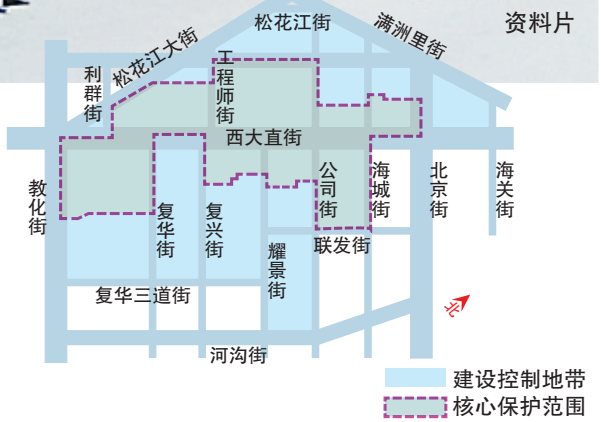 资料片
松花江街
满洲里街
松花江大街
利群街
工程师街
西大直街
教化街
复华街
复兴街
耀景街
公司街
海城街
北京街
海关街
联发街
复华三道街
河沟街
北
建设控制地带
核心保护范围